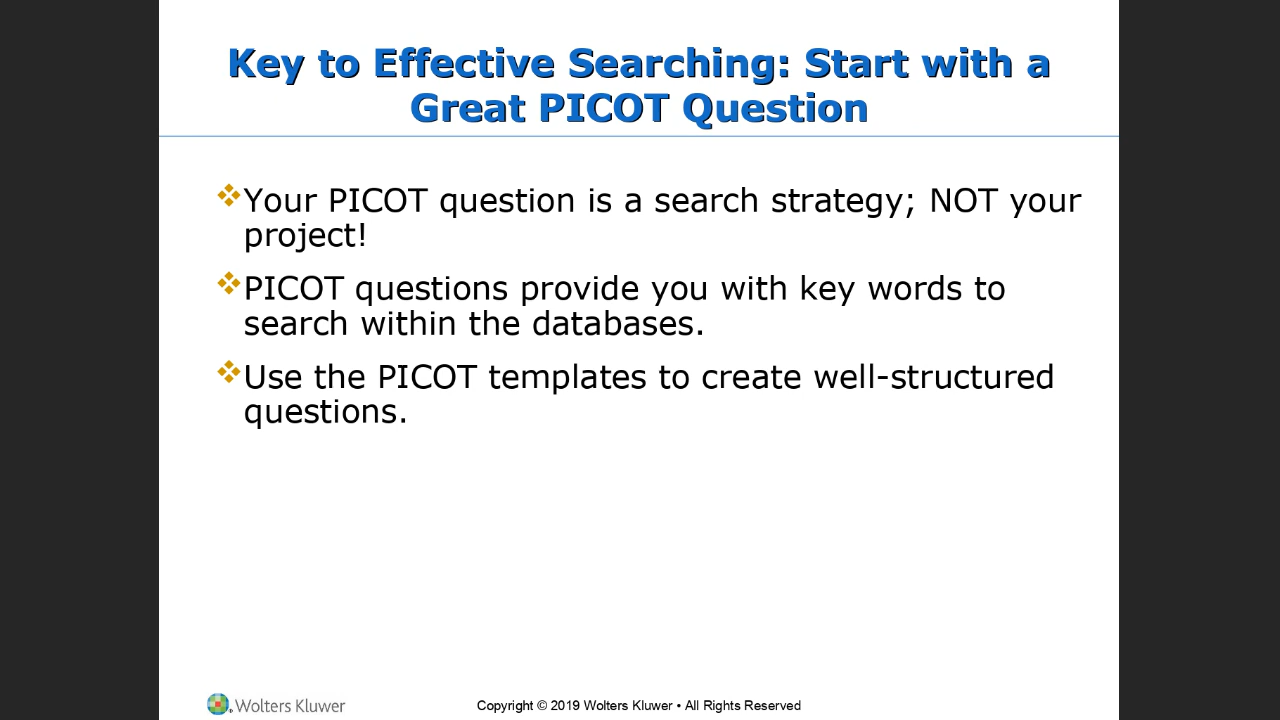 Key to Effective Searching: Start with a
Great PICOT Question
❖Your PICOT question is a search strategy; NOT your
project!
❖PICOT questions provide you with key words to
search within the databases.
❖Use the PICOT templates to create well-structured
questions.
Wolters Kluwer
Copyright © 2019 Wolters Kluwer • All Rights Reserved